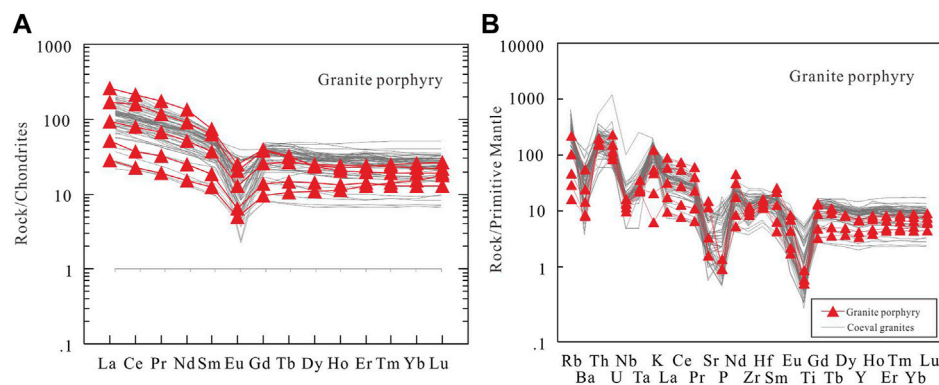 A
1000
100
10
1
.1
Rock/Chondrites
Granite porphyry
La Ce Pr Nd Sm Eu Gd Tb Dy Ho Er Tm Yb Lu
B
10000
1000
100
10
1
.1
Rock/Primitive Mantle
Granite porphyry
Granite porphyry
Coeval granites
Rb Th Nb K Ce Sr Nd Hf Eu Gd Dy Ho Tm Lu
Ba U Ta La Pr P Zr Sm Ti Tb Y Er Yb